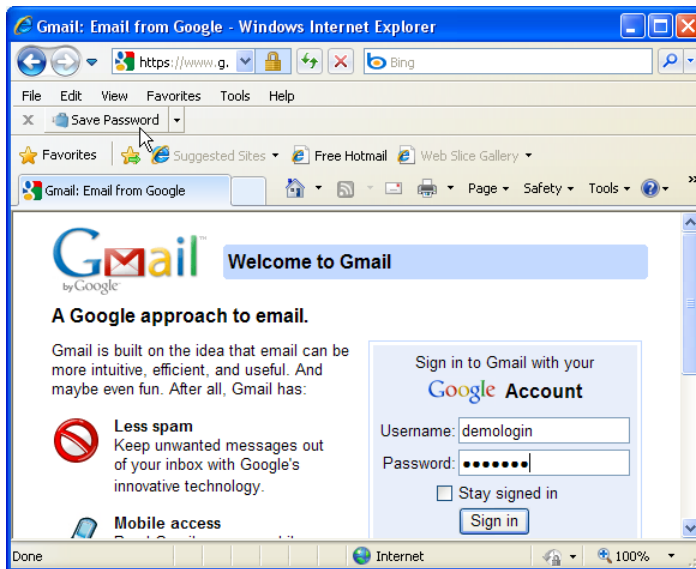 Gmail: Email from Google - Windows Internet Explorer
https://www.g.
Bing
File Edit View Favorites Tools Help
X Save Password
Favorites Suggested Sites Free Hotmail Web Slice Gallery
Gmail: Email from Google Page Safety Tools
Gmail™
by Google
Welcome to Gmail
A Google approach to email.
Gmail is built on the idea that email can be
more intuitive, efficient, and useful. And
maybe even fun. After all, Gmail has:
Less spam
Keep unwanted messages out
of your inbox with Google's
innovative technology.
Mobile access
Sign in to Gmail with your
Google Account
Username: demologin
Password: ●●●●●●●
Stay signed in
Sign in
Done Internet 100%